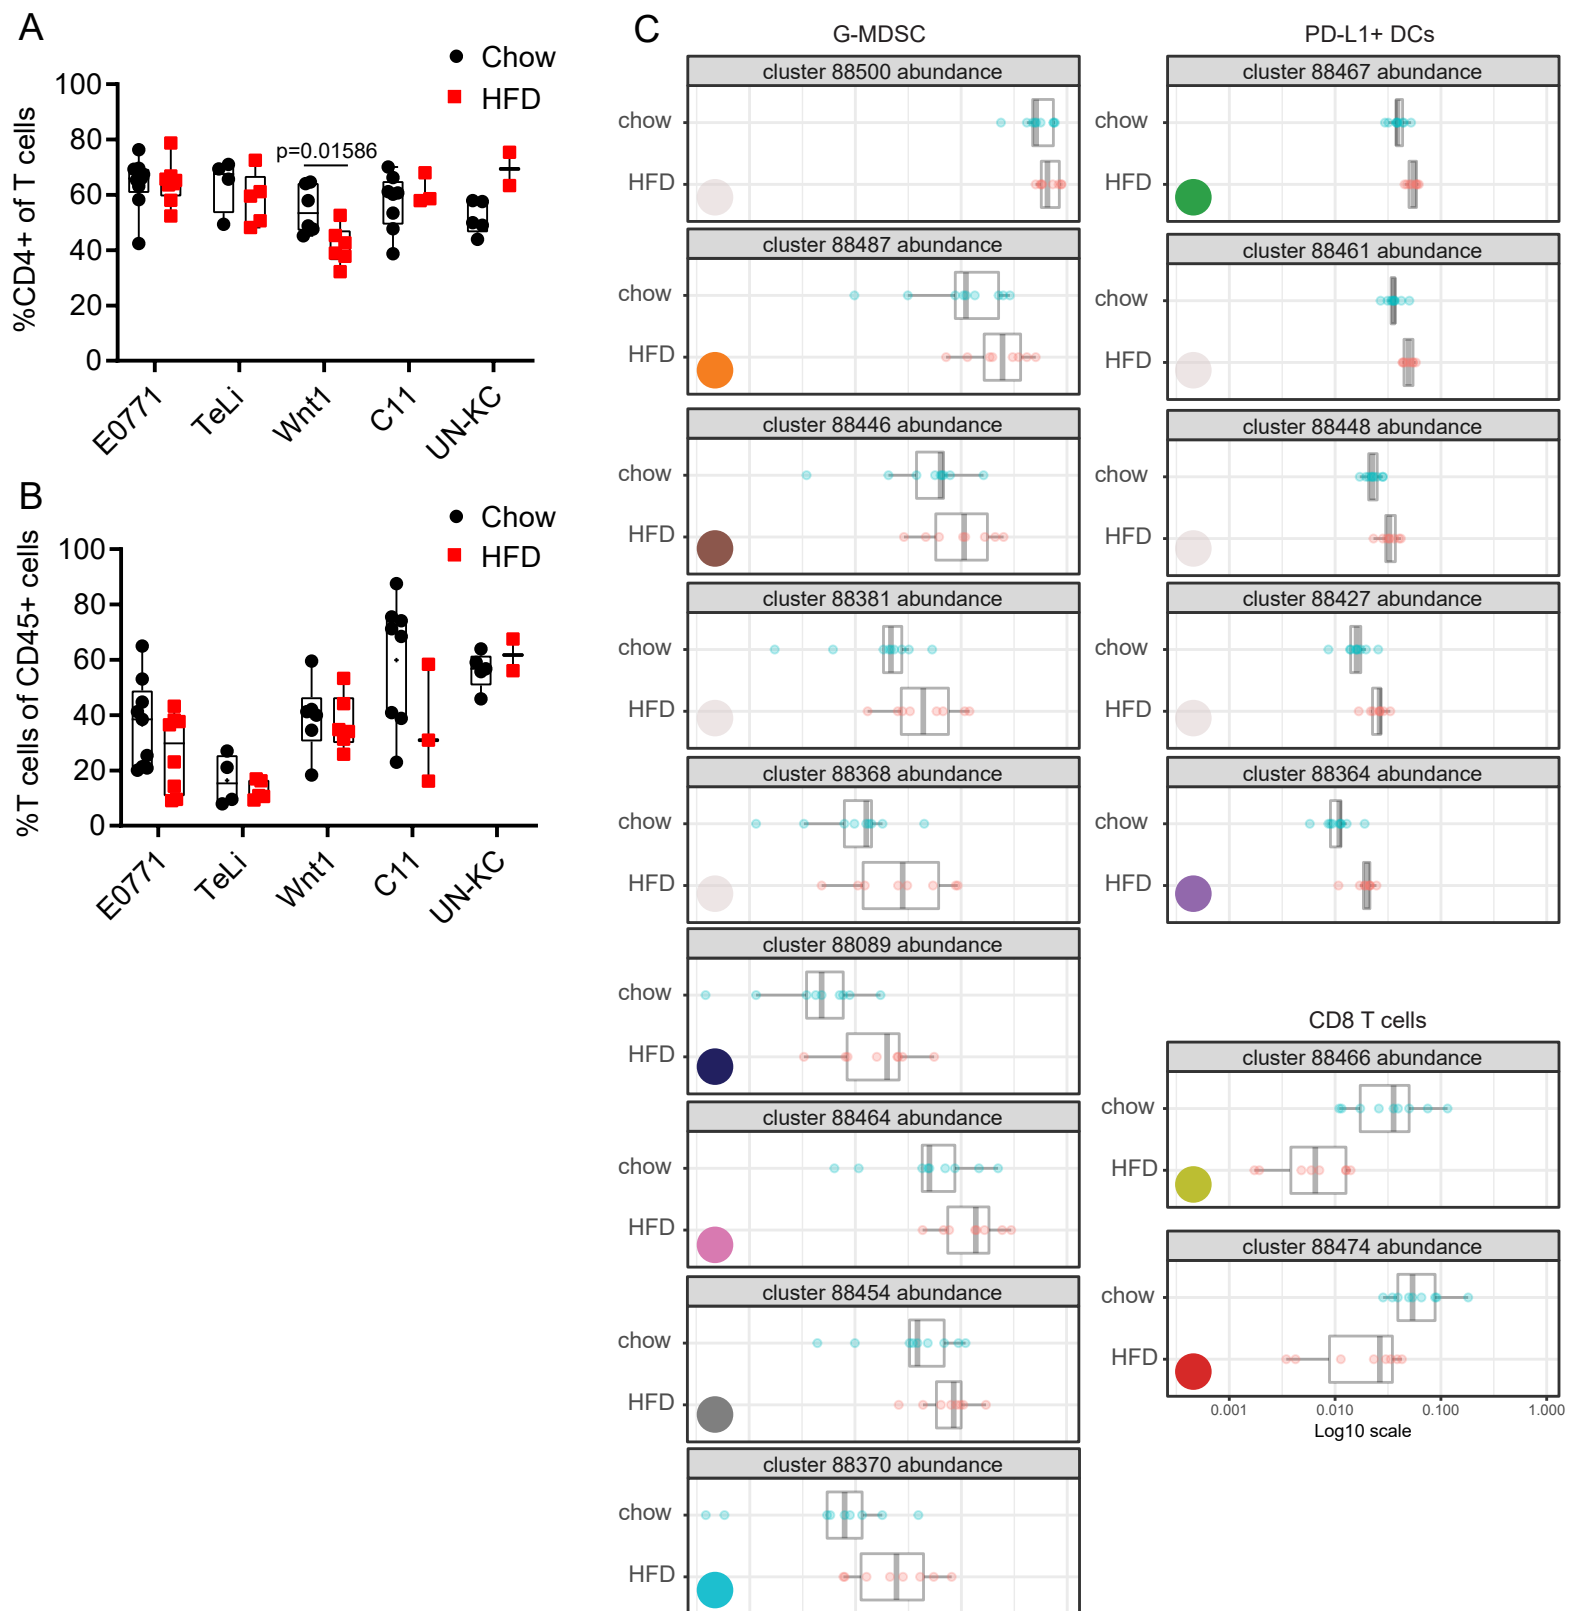 A
Chow
HFD
%CD4+ of T cells
100
80
60
40
20
0
p=0.01586
E0771
TeLi
Wnt1
C11
UN-KC
B
Chow
HFD
%T cells of CD45+ cells
100
80
60
40
20
0
E0771
TeLi
Wnt1
C11
UN-KC
C
G-MDSC
cluster 88500 abundance
chow
HFD
cluster 88487 abundance
chow
HFD
cluster 88446 abundance
chow
HFD
cluster 88381 abundance
chow
HFD
cluster 88368 abundance
chow
HFD
cluster 88089 abundance
chow
HFD
cluster 88464 abundance
chow
HFD
cluster 88454 abundance
chow
HFD
cluster 88370 abundance
chow
HFD
PD-L1+ DCs
cluster 88467 abundance
chow
HFD
cluster 88461 abundance
chow
HFD
cluster 88448 abundance
chow
HFD
cluster 88427 abundance
chow
HFD
cluster 88364 abundance
chow
HFD
CD8 T cells
cluster 88466 abundance
chow
HFD
cluster 88474 abundance
chow
HFD
0.001 0.010 0.100 1.000
Log10 scale